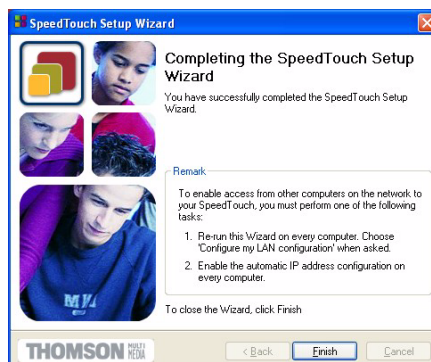 SpeedTouch Setup Wizard
Completing the SpeedTouch Setup
Wizard
You have successfully completed the SpeedTouch Setup
Wizard.
Remark
To enable access from other computers on the network to
your SpeedTouch, you must perform one of the following
tasks:
1. Re-run this Wizard on every computer. Choose
'Configure my LAN configuration' when asked.
2. Enable the automatic IP address configuration on
every computer.
To close the Wizard, click Finish
THOMSON MULTI MEDIA
< Back
Finish
Cancel